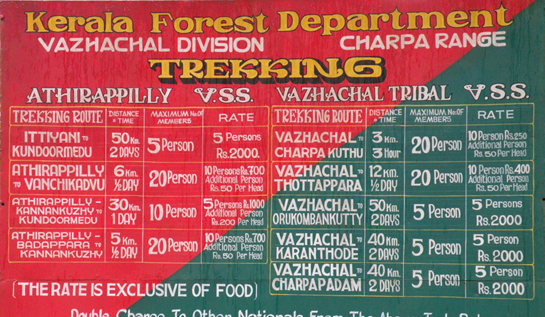 Kerala Forest Department
VAZHACHAL DIVISION CHARPA RANGE
TREKKING
ATHIRAPPILLY V.S.S.
TREKKING ROUTE DISTANCE & TIME MAXIMUM No. OF MEMBERS RATE
ITTIYANI TO KUNDOORMEDU 50 Km. 2 DAYS 5 Person 5 Persons Rs.2000.
ATHIRAPPILLY TO VANCHIKADVU 6 Km. ½ DAY 20 Person 10 Persons Rs.700 Additional Person Rs.50 Per Head
ATHIRAPPILLY - KANNANKUZHY TO KUNDOORMEDU 30 Km. 1 DAY 10 Person 5 Persons Rs.1000 Additional Person Rs.200 Per Head
ATHIRAPPILLY - BADAPPARA TO KANNANKUZHY 5 Km. ½ DAY 20 Person 10 Persons Rs.700 Additional Person Rs.50 Per Head
(THE RATE IS EXCLUSIVE OF FOOD)
VAZHACHAL TRIBAL V.S.S.
TREKKING ROUTE DISTANCE & TIME MAXIMUM No. OF MEMBERS RATE
VAZHACHAL TO CHARPA KUTHU 3 Km. 3 Hour 20 Person 10 Person Rs.250 Additional Person Rs.50 Per Head
VAZHACHAL TO THOTTAPPARA 12 Km. ½ DAY 20 Person 10 Person Rs.400 Additional Person Rs.50 Per Head
VAZHACHAL TO ORUKOMBANKUTTY 50 Km. 2 DAYS 5 Person 5 Person Rs.2000
VAZHACHAL TO KARANTHODE 40 Km. 2 DAYS 5 Person 5 Person Rs.2000
VAZHACHAL TO CHARPAPADAM 40 Km. 2 DAYS 5 Person 5 Person Rs.2000
Double Charge To Other Nationals From The Above